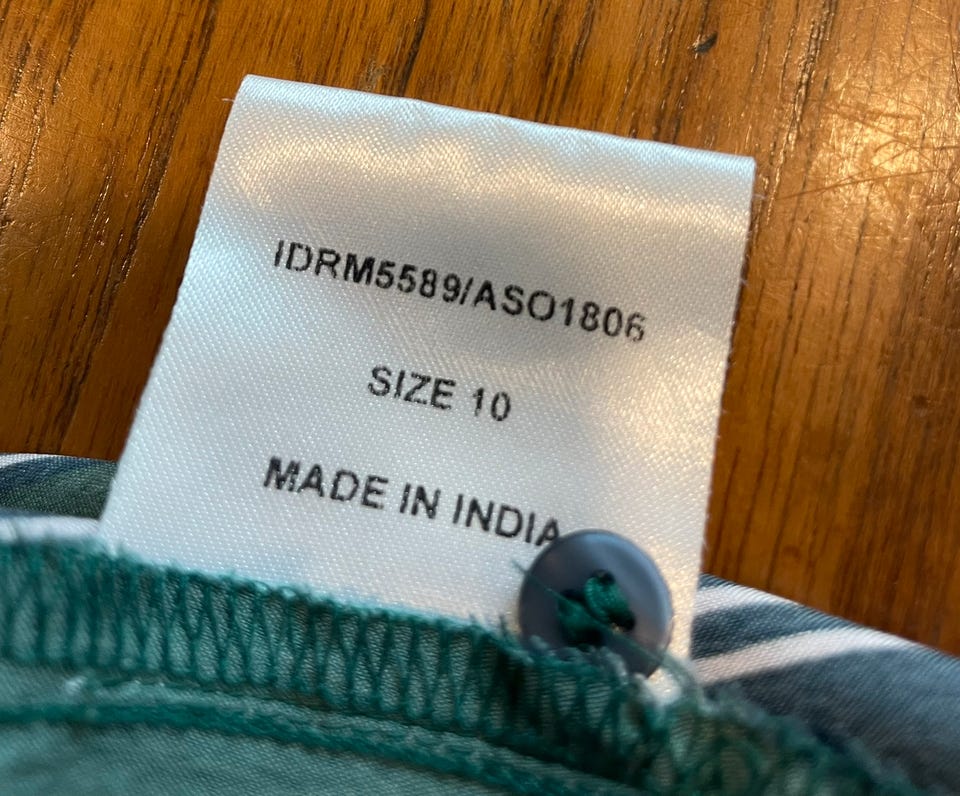 IDRM5589/ASO1806
SIZE 10
MADE IN INDIA